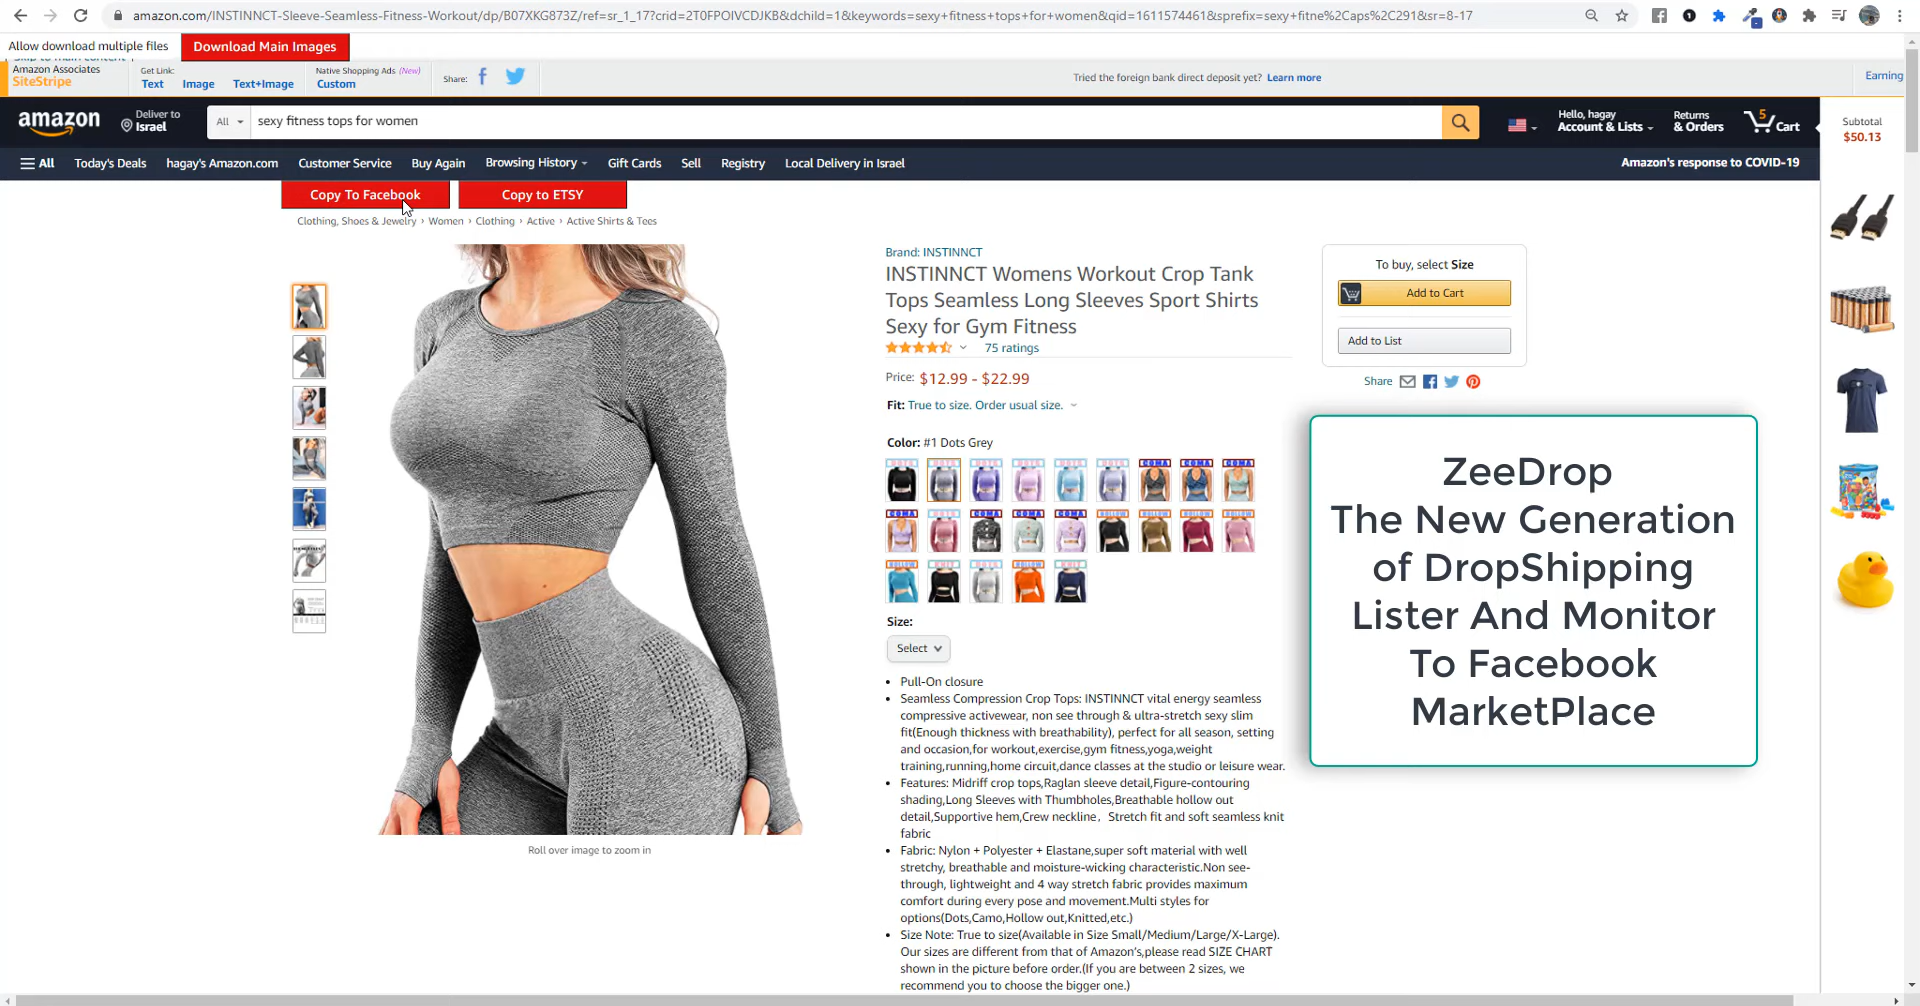 amazon.com/INSTINNCT-Sleeve-Seamless-Fitness-Workout/dp/B07XKG873Z/ref=sr_1_17?crid=2T0FPOIVCDJKB&dchild=1&keywords=sexy+fitness+tops+for+women&qid=1611574461&sprefix=sexy+fitne%2Caps%2C291&sr=8-17
Allow download multiple files
Download Main Images
Skip to main content
Amazon Associates
SiteStripe
Get Link:
Text
Image
Text+Image
Native Shopping Ads (New)
Custom
Share:
Tried the foreign bank direct deposit yet? Learn more
Earning
amazon
Deliver to
Israel
All
sexy fitness tops for women
Hello, hagay
Account & Lists
Returns
& Orders
5
Cart
Subtotal
$50.13
All
Today's Deals
hagay's Amazon.com
Customer Service
Buy Again
Browsing History
Gift Cards
Sell
Registry
Local Delivery in Israel
Amazon's response to COVID-19
Copy To Facebook
Copy to ETSY
Clothing, Shoes & Jewelry › Women › Clothing › Active › Active Shirts & Tees
Brand: INSTINNCT
INSTINNCT Womens Workout Crop Tank
Tops Seamless Long Sleeves Sport Shirts
Sexy for Gym Fitness
75 ratings
Price: $12.99 - $22.99
Fit: True to size. Order usual size.
Color: #1 Dots Grey
Size:
Select
• Pull-On closure
• Seamless Compression Crop Tops: INSTINNCT vital energy seamless
compressive activewear, non see through & ultra-stretch sexy slim
fit(Enough thickness with breathability), perfect for all season, setting
and occasion,for workout,exercise,gym fitness,yoga,weight
training,running,home circuit,dance classes at the studio or leisure wear.
• Features: Midriff crop tops,Raglan sleeve detail,Figure-contouring
shading,Long Sleeves with Thumbholes,Breathable hollow out
detail,Supportive hem,Crew neckline，Stretch fit and soft seamless knit
fabric
• Fabric: Nylon + Polyester + Elastane,super soft material with well
stretchy, breathable and moisture-wicking characteristic.Non see-
through, lightweight and 4 way stretch fabric provides maximum
comfort during every pose and movement.Multi styles for
options(Dots,Camo,Hollow out,Knitted,etc.)
• Size Note: True to size(Available in Size Small/Medium/Large/X-Large).
Our sizes are different from that of Amazon's,please read SIZE CHART
shown in the picture before order.(If you are between 2 sizes, we
recommend you to choose the bigger one.)
Roll over image to zoom in
To buy, select Size
Add to Cart
Add to List
Share
ZeeDrop
The New Generation
of DropShipping
Lister And Monitor
To Facebook
MarketPlace